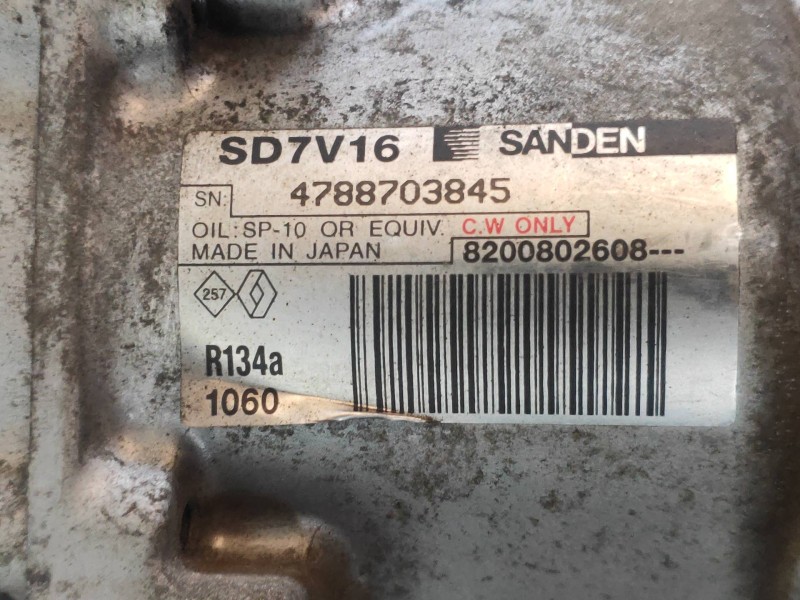 SD7V16 SANDEN
SN: 4788703845
OIL: SP-10 OR EQUIV. C.W ONLY
MADE IN JAPAN 8200802608---
257
R134a
1060